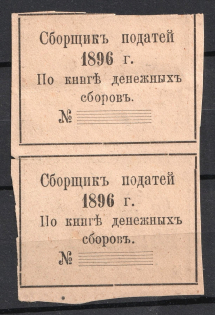 Сборщикъ податей
1896 г.
По книгѣ денежныхъ
сборовъ.
№
Сборщикъ податей
1896 г.
По книгѣ денежныхъ
сборовъ.
№